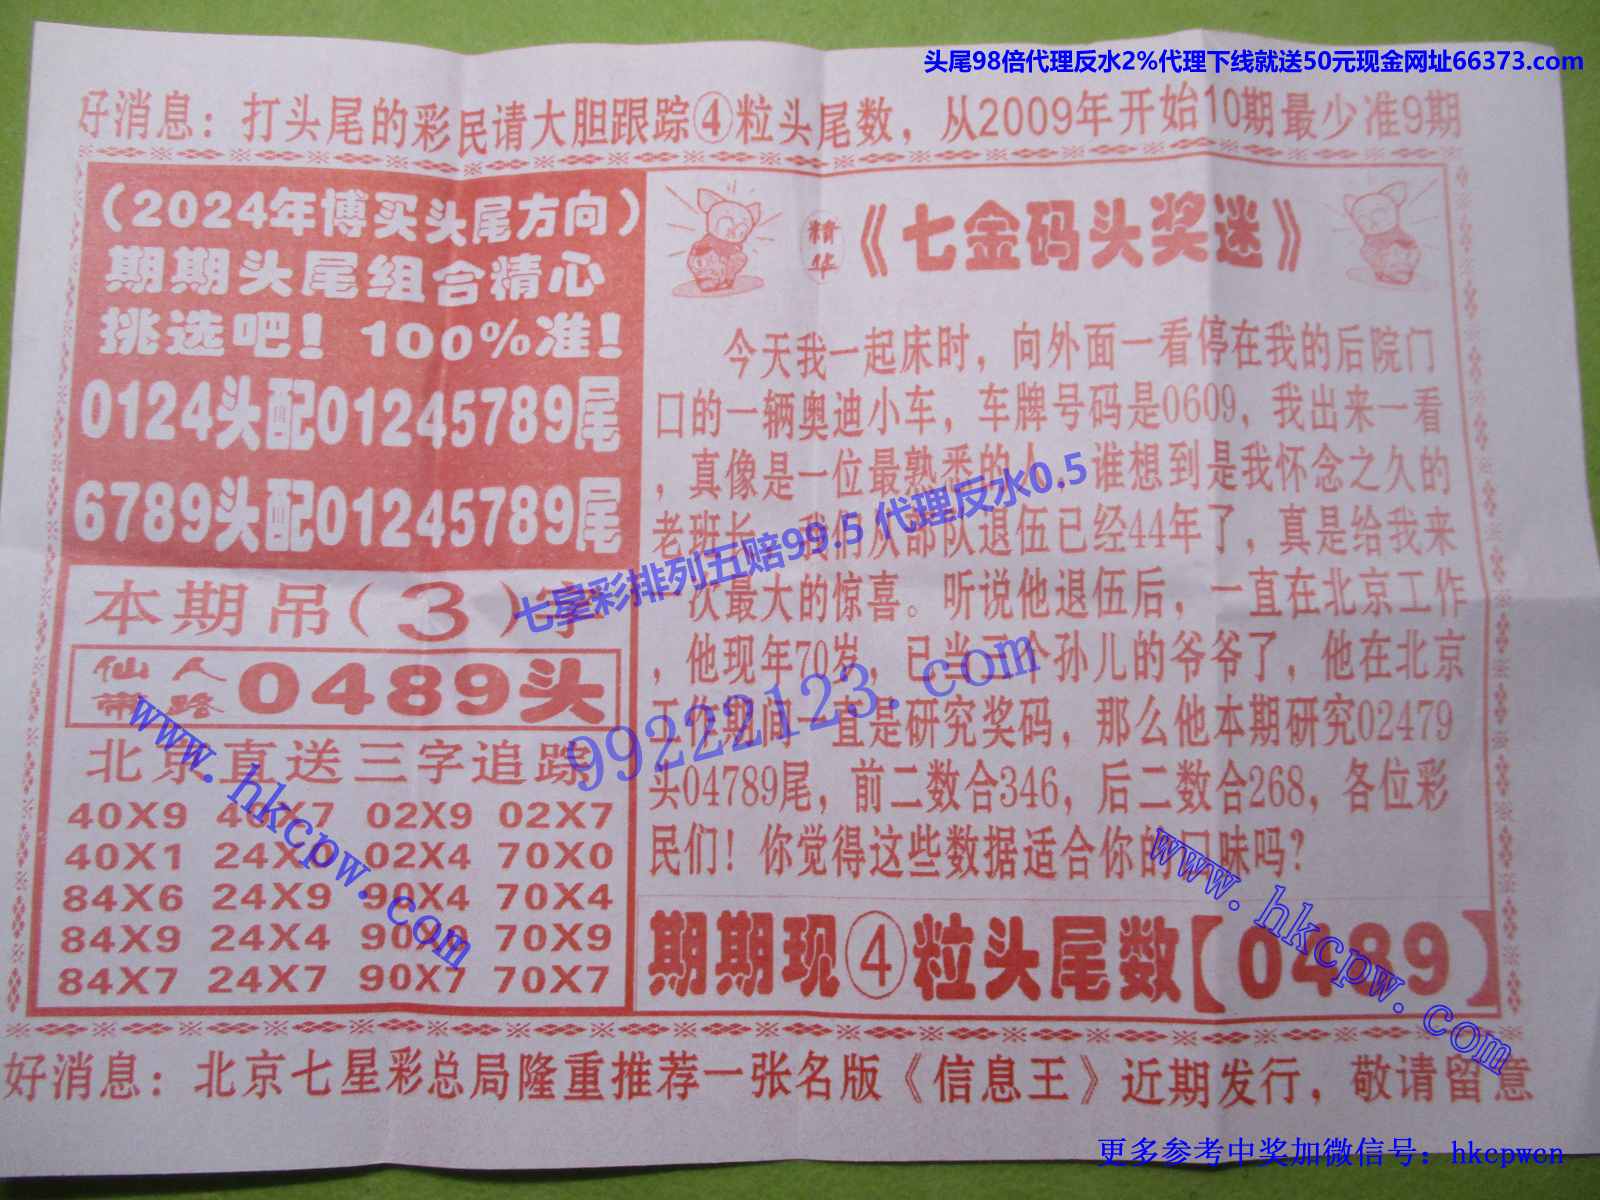 头尾98倍代理反水2%代理下线就送50元现金网址66373.com
好消息：打头尾的彩民请大胆跟踪④粒头尾数，从2009年开始10期最少准9期
（2024年博买头尾方向）
期期头尾组合精心
挑选吧！100%准！
0124头配01245789尾
6789头配01245789尾
本期吊(3)字
仙人
带路
0489头
北京直送三字追踪
40X9 40X7 02X9 02X7
40X1 24X0 02X4 70X0
84X6 24X9 90X4 70X4
84X9 24X4 90X 70X9
84X7 24X7 90X7 70X7
精华
《七金码头奖迷》
今天我一起床时，向外面一看停在我的后院门
口的一辆奥迪小车，车牌号码是0609，我出来一看
，真像是一位最熟悉的人，谁想到是我怀念之久的
老班长，我们从部队退伍已经44年了，真是给我来
次最大的惊喜。听说他退伍后，一直在北京工作
，他现年70岁，已当三个孙儿的爷爷了，他在北京
工作期间一直是研究奖码，那么他本期研究02479
头04789尾，前二数合346，后二数合268，各位彩
民们！你觉得这些数据适合你的口味吗？
期期现④粒头尾数【0489】
好消息：北京七星彩总局隆重推荐一张名版《信息王》近期发行，敬请留意
七星彩排列五赔99.5 代理反水0.5
99222123.com
www.hkcpw.com
www.hkcpw.com
更多参考中奖加微信号：hkcpwcn